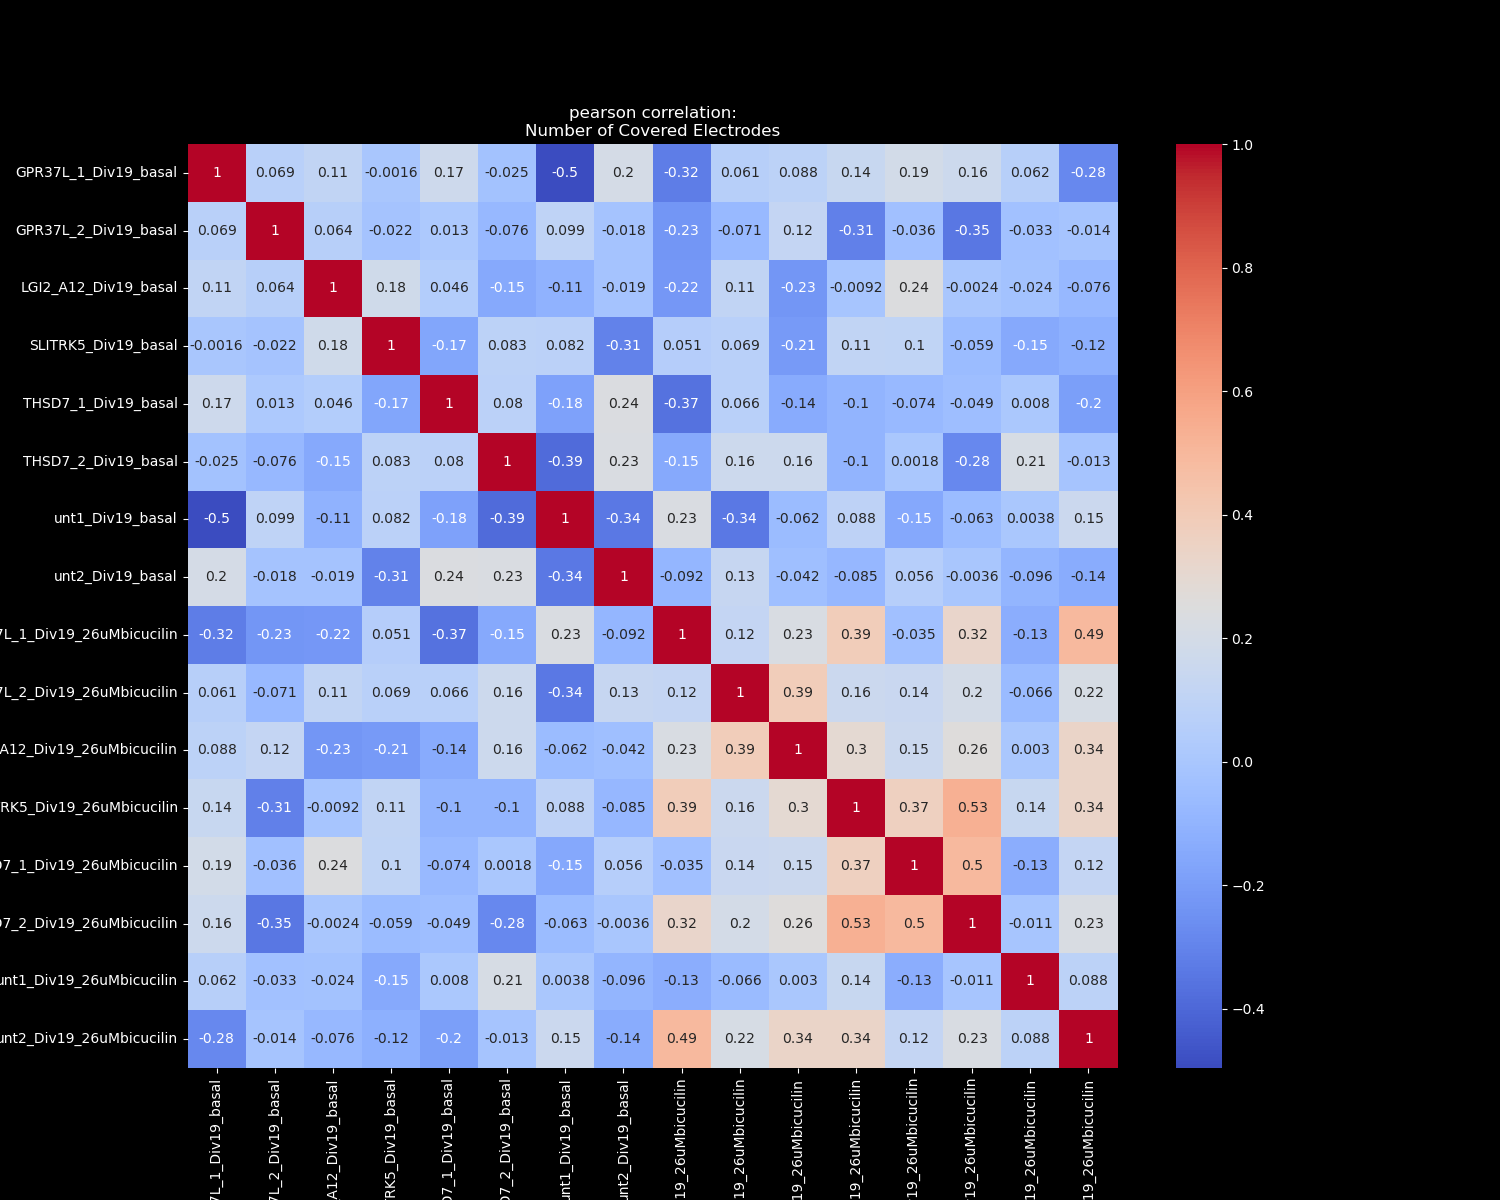 pearson correlation:
Number of Covered Electrodes
GPR37L_1_Div19_basal 1 0.069 0.11 -0.0016 0.17 -0.025 -0.5 0.2 -0.32 0.061 0.088 0.14 0.19 0.16 0.062 -0.28
GPR37L_2_Div19_basal 0.069 1 0.064 -0.022 0.013 -0.076 0.099 -0.018 -0.23 -0.071 0.12 -0.31 -0.036 -0.35 -0.033 -0.014
LGI2_A12_Div19_basal 0.11 0.064 1 0.18 0.046 -0.15 -0.11 -0.019 -0.22 0.11 -0.23 -0.0092 0.24 -0.0024 -0.024 -0.076
SLITRK5_Div19_basal -0.0016 -0.022 0.18 1 -0.17 0.083 0.082 -0.31 0.051 0.069 -0.21 0.11 0.1 -0.059 -0.15 -0.12
THSD7_1_Div19_basal 0.17 0.013 0.046 -0.17 1 0.08 -0.18 0.24 -0.37 0.066 -0.14 -0.1 -0.074 -0.049 0.008 -0.2
THSD7_2_Div19_basal -0.025 -0.076 -0.15 0.083 0.08 1 -0.39 0.23 -0.15 0.16 0.16 -0.1 0.0018 -0.28 0.21 -0.013
unt1_Div19_basal -0.5 0.099 -0.11 0.082 -0.18 -0.39 1 -0.34 0.23 -0.34 -0.062 0.088 -0.15 -0.063 0.0038 0.15
unt2_Div19_basal 0.2 -0.018 -0.019 -0.31 0.24 0.23 -0.34 1 -0.092 0.13 -0.042 -0.085 0.056 -0.0036 -0.096 -0.14
7L_1_Div19_26uMbicucilin -0.32 -0.23 -0.22 0.051 -0.37 -0.15 0.23 -0.092 1 0.12 0.23 0.39 -0.035 0.32 -0.13 0.49
7L_2_Div19_26uMbicucilin 0.061 -0.071 0.11 0.069 0.066 0.16 -0.34 0.13 0.12 1 0.39 0.16 0.14 0.2 -0.066 0.22
A12_Div19_26uMbicucilin 0.088 0.12 -0.23 -0.21 -0.14 0.16 -0.062 -0.042 0.23 0.39 1 0.3 0.15 0.26 0.003 0.34
RK5_Div19_26uMbicucilin 0.14 -0.31 -0.0092 0.11 -0.1 -0.1 0.088 -0.085 0.39 0.16 0.3 1 0.37 0.53 0.14 0.34
D7_1_Div19_26uMbicucilin 0.19 -0.036 0.24 0.1 -0.074 0.0018 -0.15 0.056 -0.035 0.14 0.15 0.37 1 0.5 -0.13 0.12
D7_2_Div19_26uMbicucilin 0.16 -0.35 -0.0024 -0.059 -0.049 -0.28 -0.063 -0.0036 0.32 0.2 0.26 0.53 0.5 1 -0.011 0.23
unt1_Div19_26uMbicucilin 0.062 -0.033 -0.024 -0.15 0.008 0.21 0.0038 -0.096 -0.13 -0.066 0.003 0.14 -0.13 -0.011 1 0.088
unt2_Div19_26uMbicucilin -0.28 -0.014 -0.076 -0.12 -0.2 -0.013 0.15 -0.14 0.49 0.22 0.34 0.34 0.12 0.23 0.088 1
7L_1_Div19_basal
7L_2_Div19_basal
A12_Div19_basal
TRK5_Div19_basal
D7_1_Div19_basal
D7_2_Div19_basal
unt1_Div19_basal
unt2_Div19_basal
19_26uMbicucilin
19_26uMbicucilin
19_26uMbicucilin
19_26uMbicucilin
19_26uMbicucilin
19_26uMbicucilin
19_26uMbicucilin
19_26uMbicucilin
1.0
0.8
0.6
0.4
0.2
0.0
−0.2
−0.4